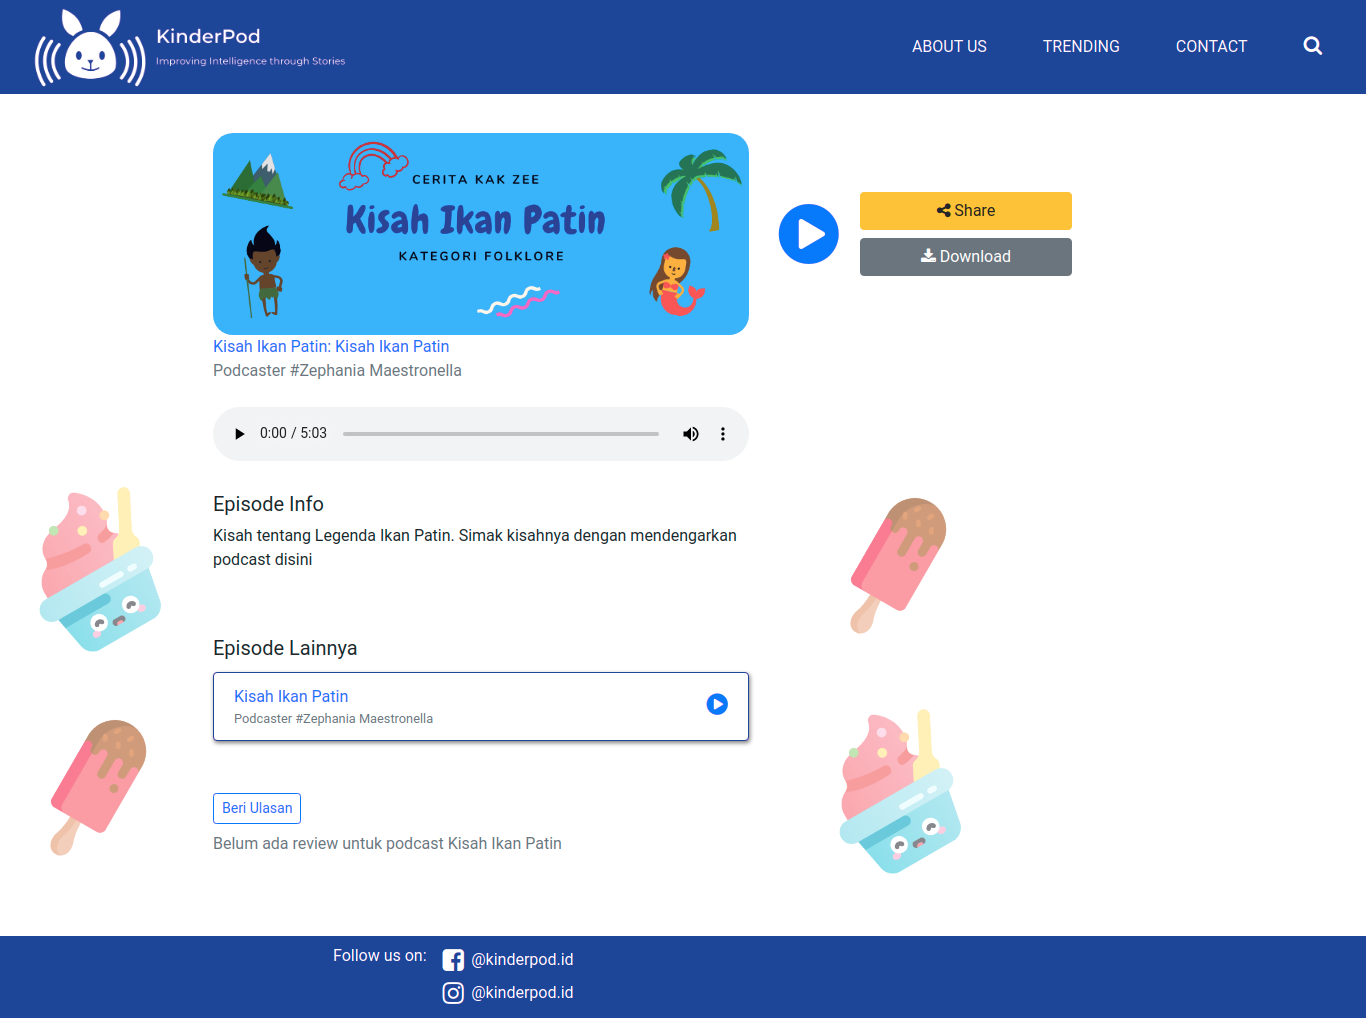 KinderPod
Improving Intelligence through Stories
ABOUT US
TRENDING
CONTACT
CERITA KAK ZEE
Kisah Ikan Patin
KATEGORI FOLKLORE
Share
Download
Kisah Ikan Patin: Kisah Ikan Patin
Podcaster #Zephania Maestronella
0:00 / 5:03
Episode Info
Kisah tentang Legenda Ikan Patin. Simak kisahnya dengan mendengarkan
podcast disini
Episode Lainnya
Kisah Ikan Patin
Podcaster #Zephania Maestronella
Beri Ulasan
Belum ada review untuk podcast Kisah Ikan Patin
Follow us on:
@kinderpod.id
@kinderpod.id